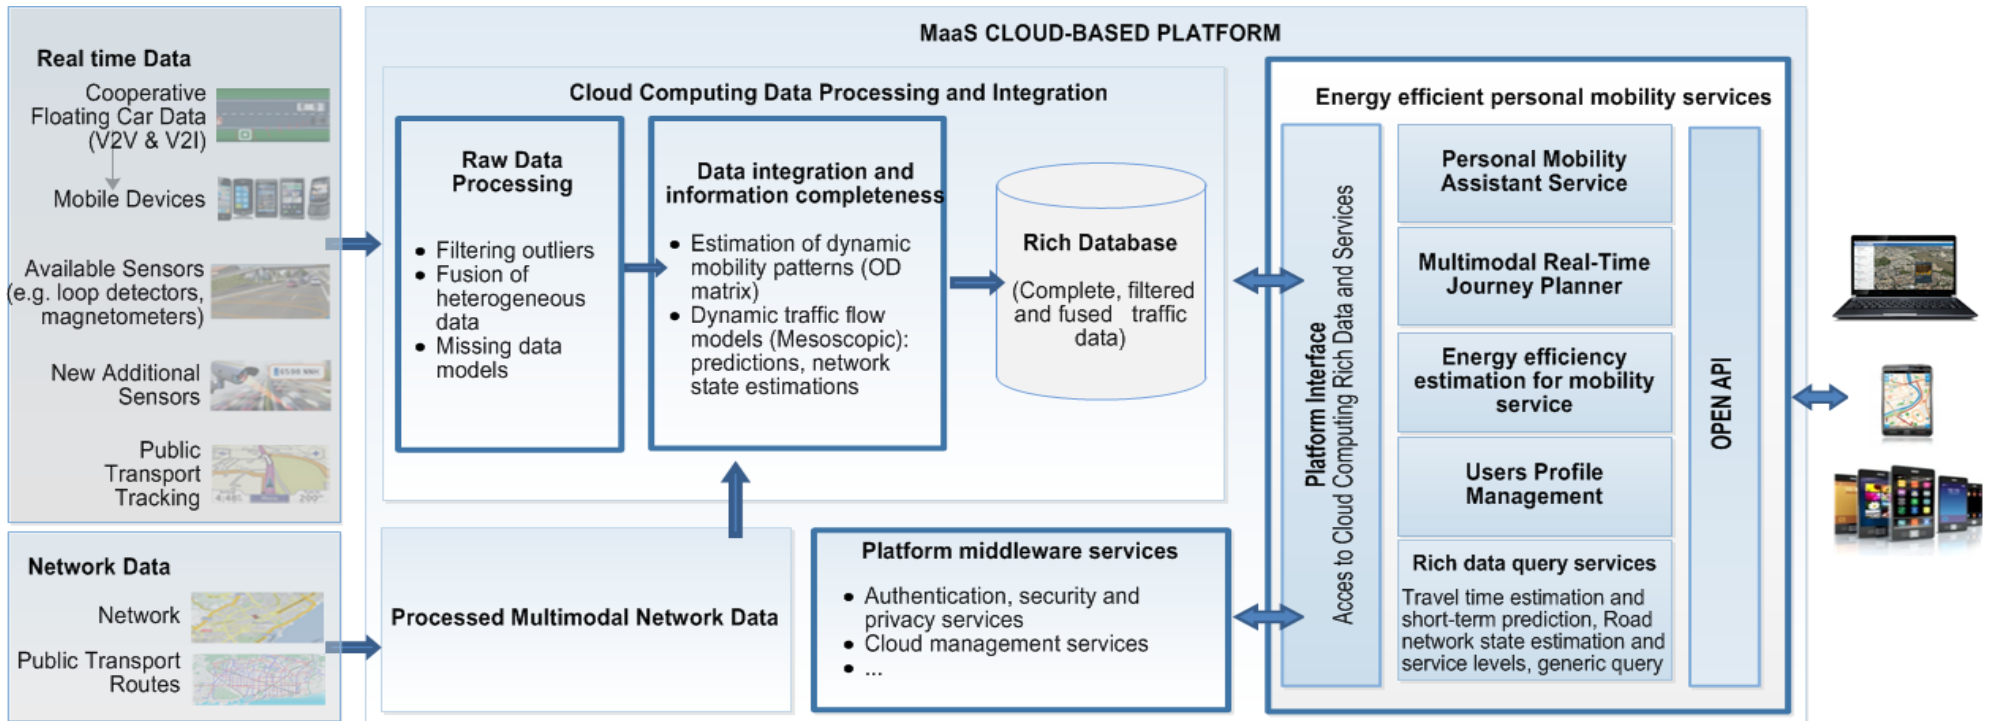 MaaS CLOUD-BASED PLATFORM
Real time Data
Cooperative
Floating Car Data
(V2V & V2I)
Mobile Devices
Available Sensors
(e.g. loop detectors,
magnetometers)
New Additional
Sensors
6598 NNH
Public
Transport
Tracking
Network Data
Network
Public Transport
Routes
Cloud Computing Data Processing and Integration
Raw Data
Processing
• Filtering outliers
• Fusion of
heterogeneous
data
• Missing data
models
Data integration and
information completeness
• Estimation of dynamic
mobility patterns (OD
matrix)
• Dynamic traffic flow
models (Mesoscopic):
predictions, network
state estimations
Rich Database
(Complete, filtered
and fused traffic
data)
Processed Multimodal Network Data
Platform middleware services
• Authentication, security and
privacy services
• Cloud management services
• ...
Energy efficient personal mobility services
Platform Interface
Acces to Cloud Computing Rich Data and Services
Personal Mobility
Assistant Service
Multimodal Real-Time
Journey Planner
Energy efficiency
estimation for mobility
service
Users Profile
Management
Rich data query services
Travel time estimation and
short-term prediction, Road
network state estimation and
service levels, generic query
OPEN API